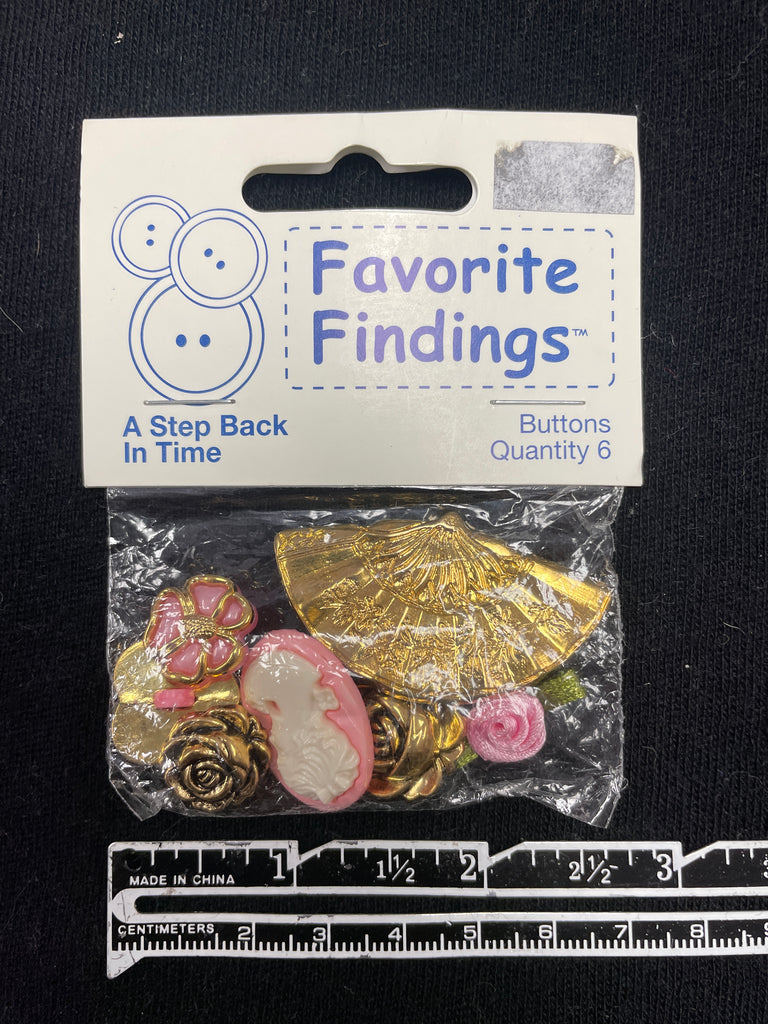 Favorite
Findings™
A Step Back
In Time
Buttons
Quantity 6
1 1½ 2 2½ 3
MADE IN CHINA
CENTIMETERS 2 3 4 5 6 7 8 9